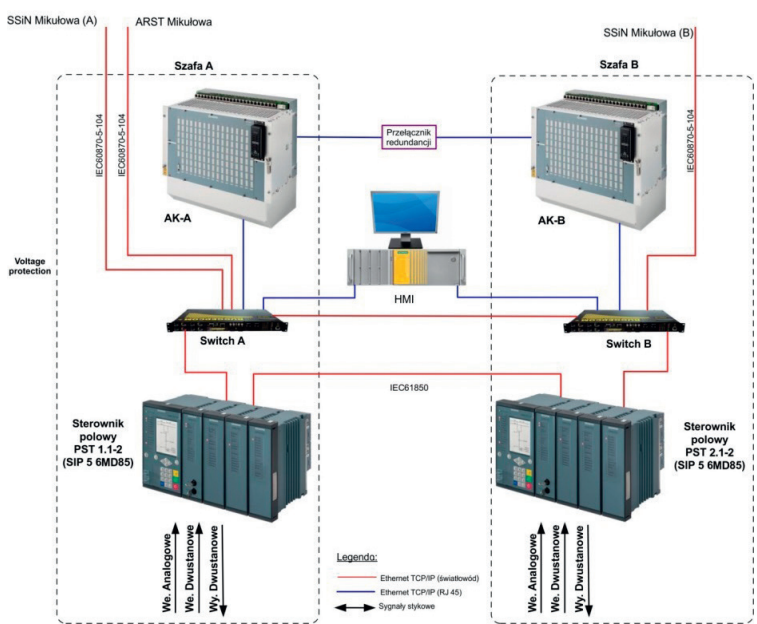 SSiN Mikułowa (A)
ARST Mikułowa
SSiN Mikułowa (B)
Szafa A
Szafa B
IEC60870-5-104
IEC60870-5-104
IEC60870-5-104
Przełącznik
redundancji
AK-A
AK-B
Voltage
protection
HMI
Switch A
Switch B
IEC61850
Sterownik
polowy
PST 1.1-2
(SIP 5 6MD85)
Sterownik
polowy
PST 2.1-2
(SIP 5 6MD85)
We. Analogowe
We. Dwustanowe
Wy. Dwustanowe
We. Analogowe
We. Dwustanowe
Wy. Dwustanowe
Legenda:
Ethernet TCP/IP (światłowód)
Ethernet TCP/IP (RJ 45)
Sygnały stykowe